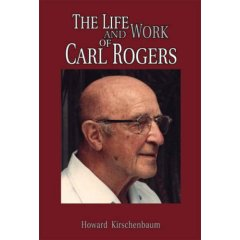 THE LIFE
AND WORK
OF
CARL ROGERS
Howard Kirschenbaum